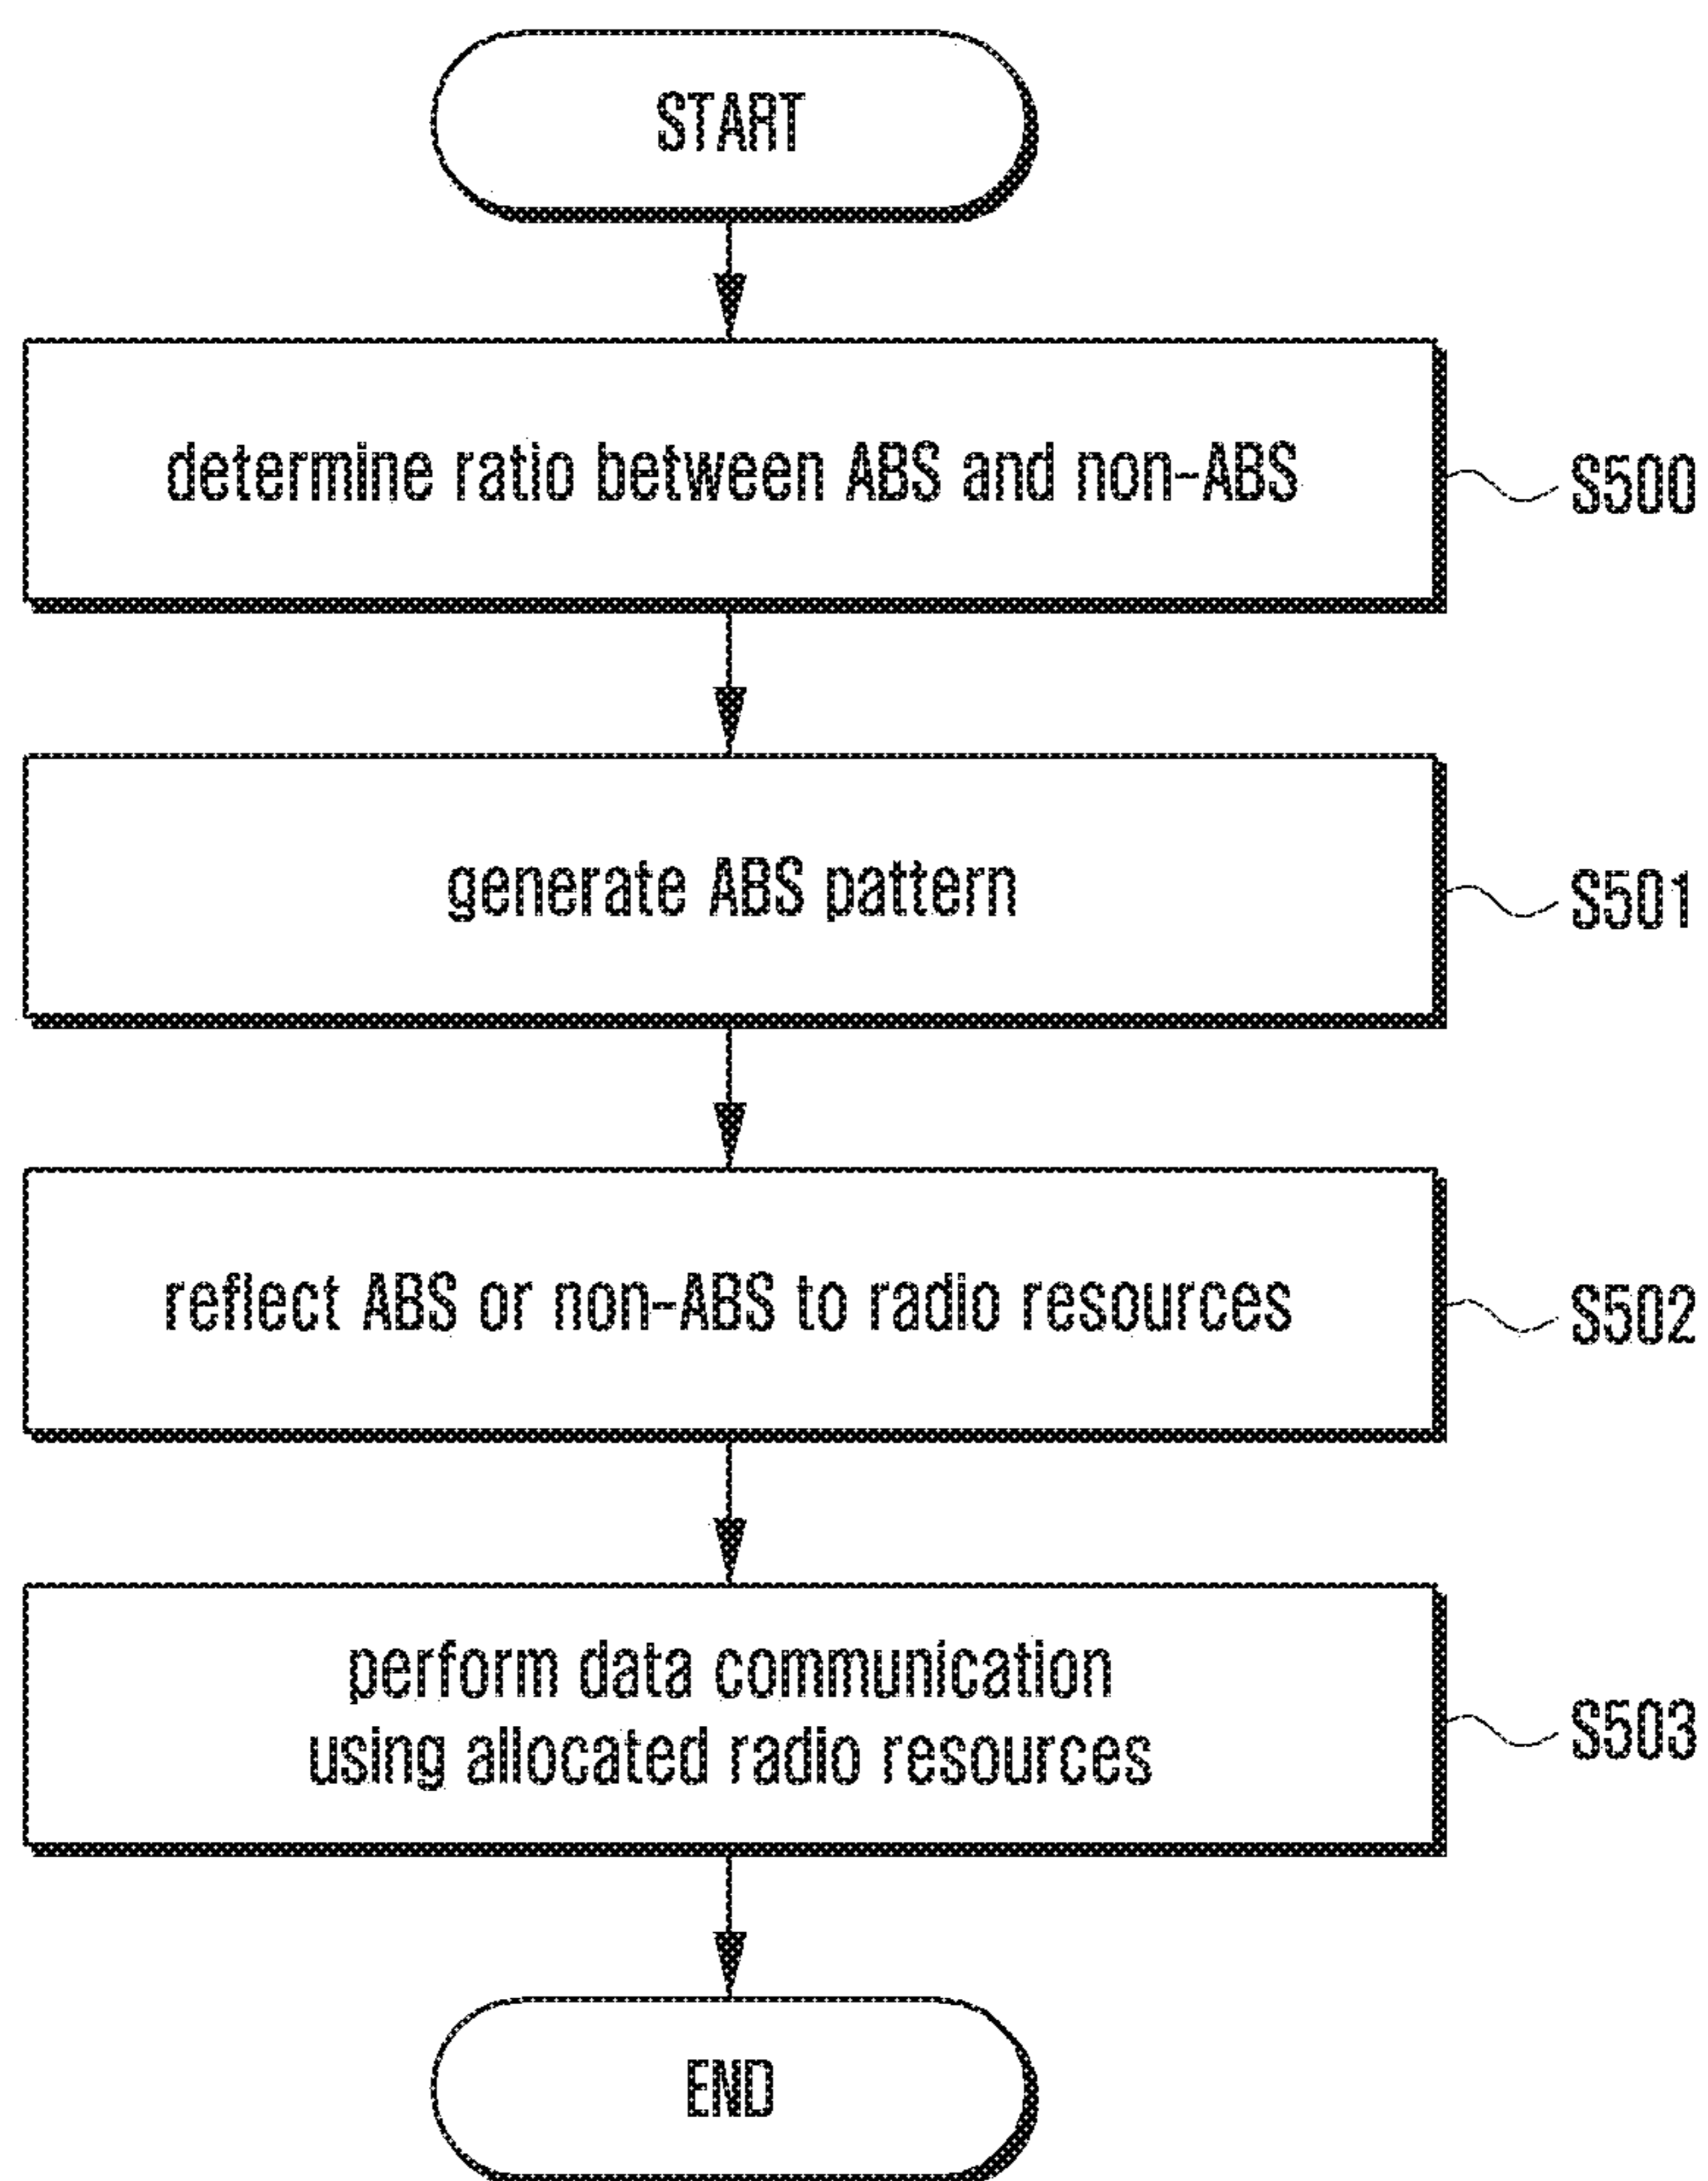 START
determine ratio between ABS and non-ABS
S500
generate ABS pattern
S501
reflect ABS or non-ABS to radio resources
S502
perform data communication
using allocated radio resources
S503
END